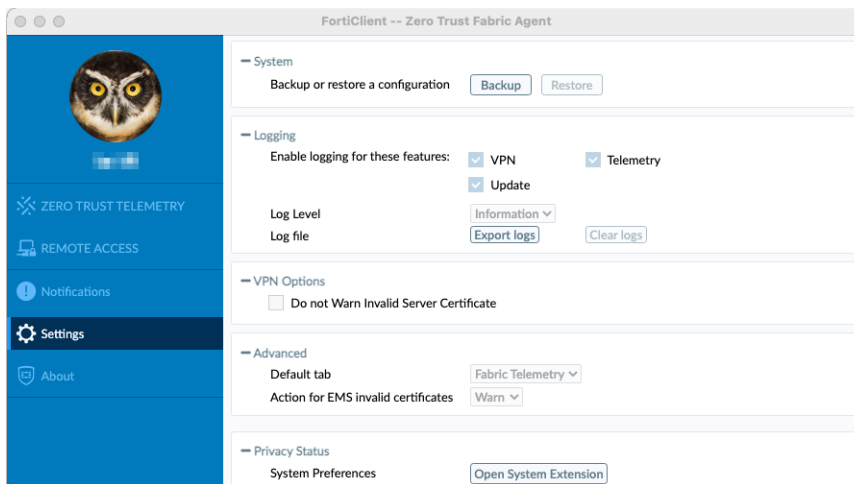 FortiClient -- Zero Trust Fabric Agent
ZERO TRUST TELEMETRY
REMOTE ACCESS
Notifications
Settings
About
System
Backup or restore a configuration Backup Restore
Logging
Enable logging for these features: VPN Telemetry
Update
Log Level Information
Log file Export logs Clear logs
VPN Options
Do not Warn Invalid Server Certificate
Advanced
Default tab Fabric Telemetry
Action for EMS invalid certificates Warn
Privacy Status
System Preferences Open System Extension